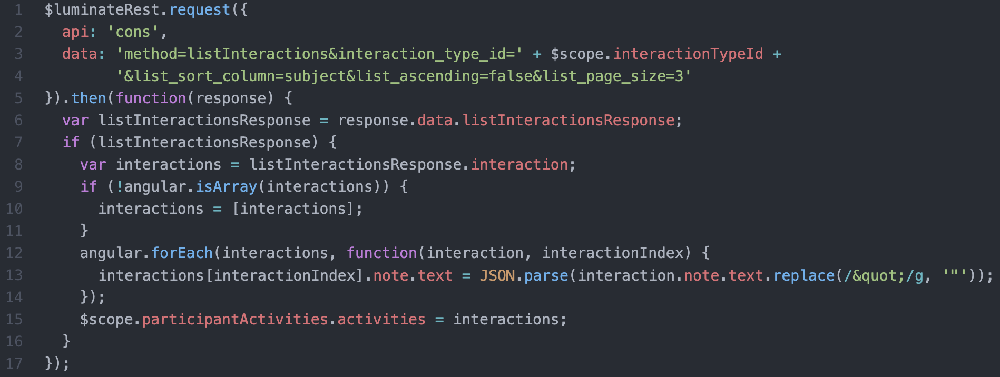 1 $luminateRest.request({
2   api: 'cons',
3   data: 'method=listInteractions&interaction_type_id=' + $scope.interactionTypeId +
4         '&list_sort_column=subject&list_ascending=false&list_page_size=3'
5 }).then(function(response) {
6   var listInteractionsResponse = response.data.listInteractionsResponse;
7   if (listInteractionsResponse) {
8     var interactions = listInteractionsResponse.interaction;
9     if (!angular.isArray(interactions)) {
10       interactions = [interactions];
11     }
12     angular.forEach(interactions, function(interaction, interactionIndex) {
13       interactions[interactionIndex].note.text = JSON.parse(interaction.note.text.replace(/&quot;/g, '"'));
14     });
15     $scope.participantActivities.activities = interactions;
16   }
17 });